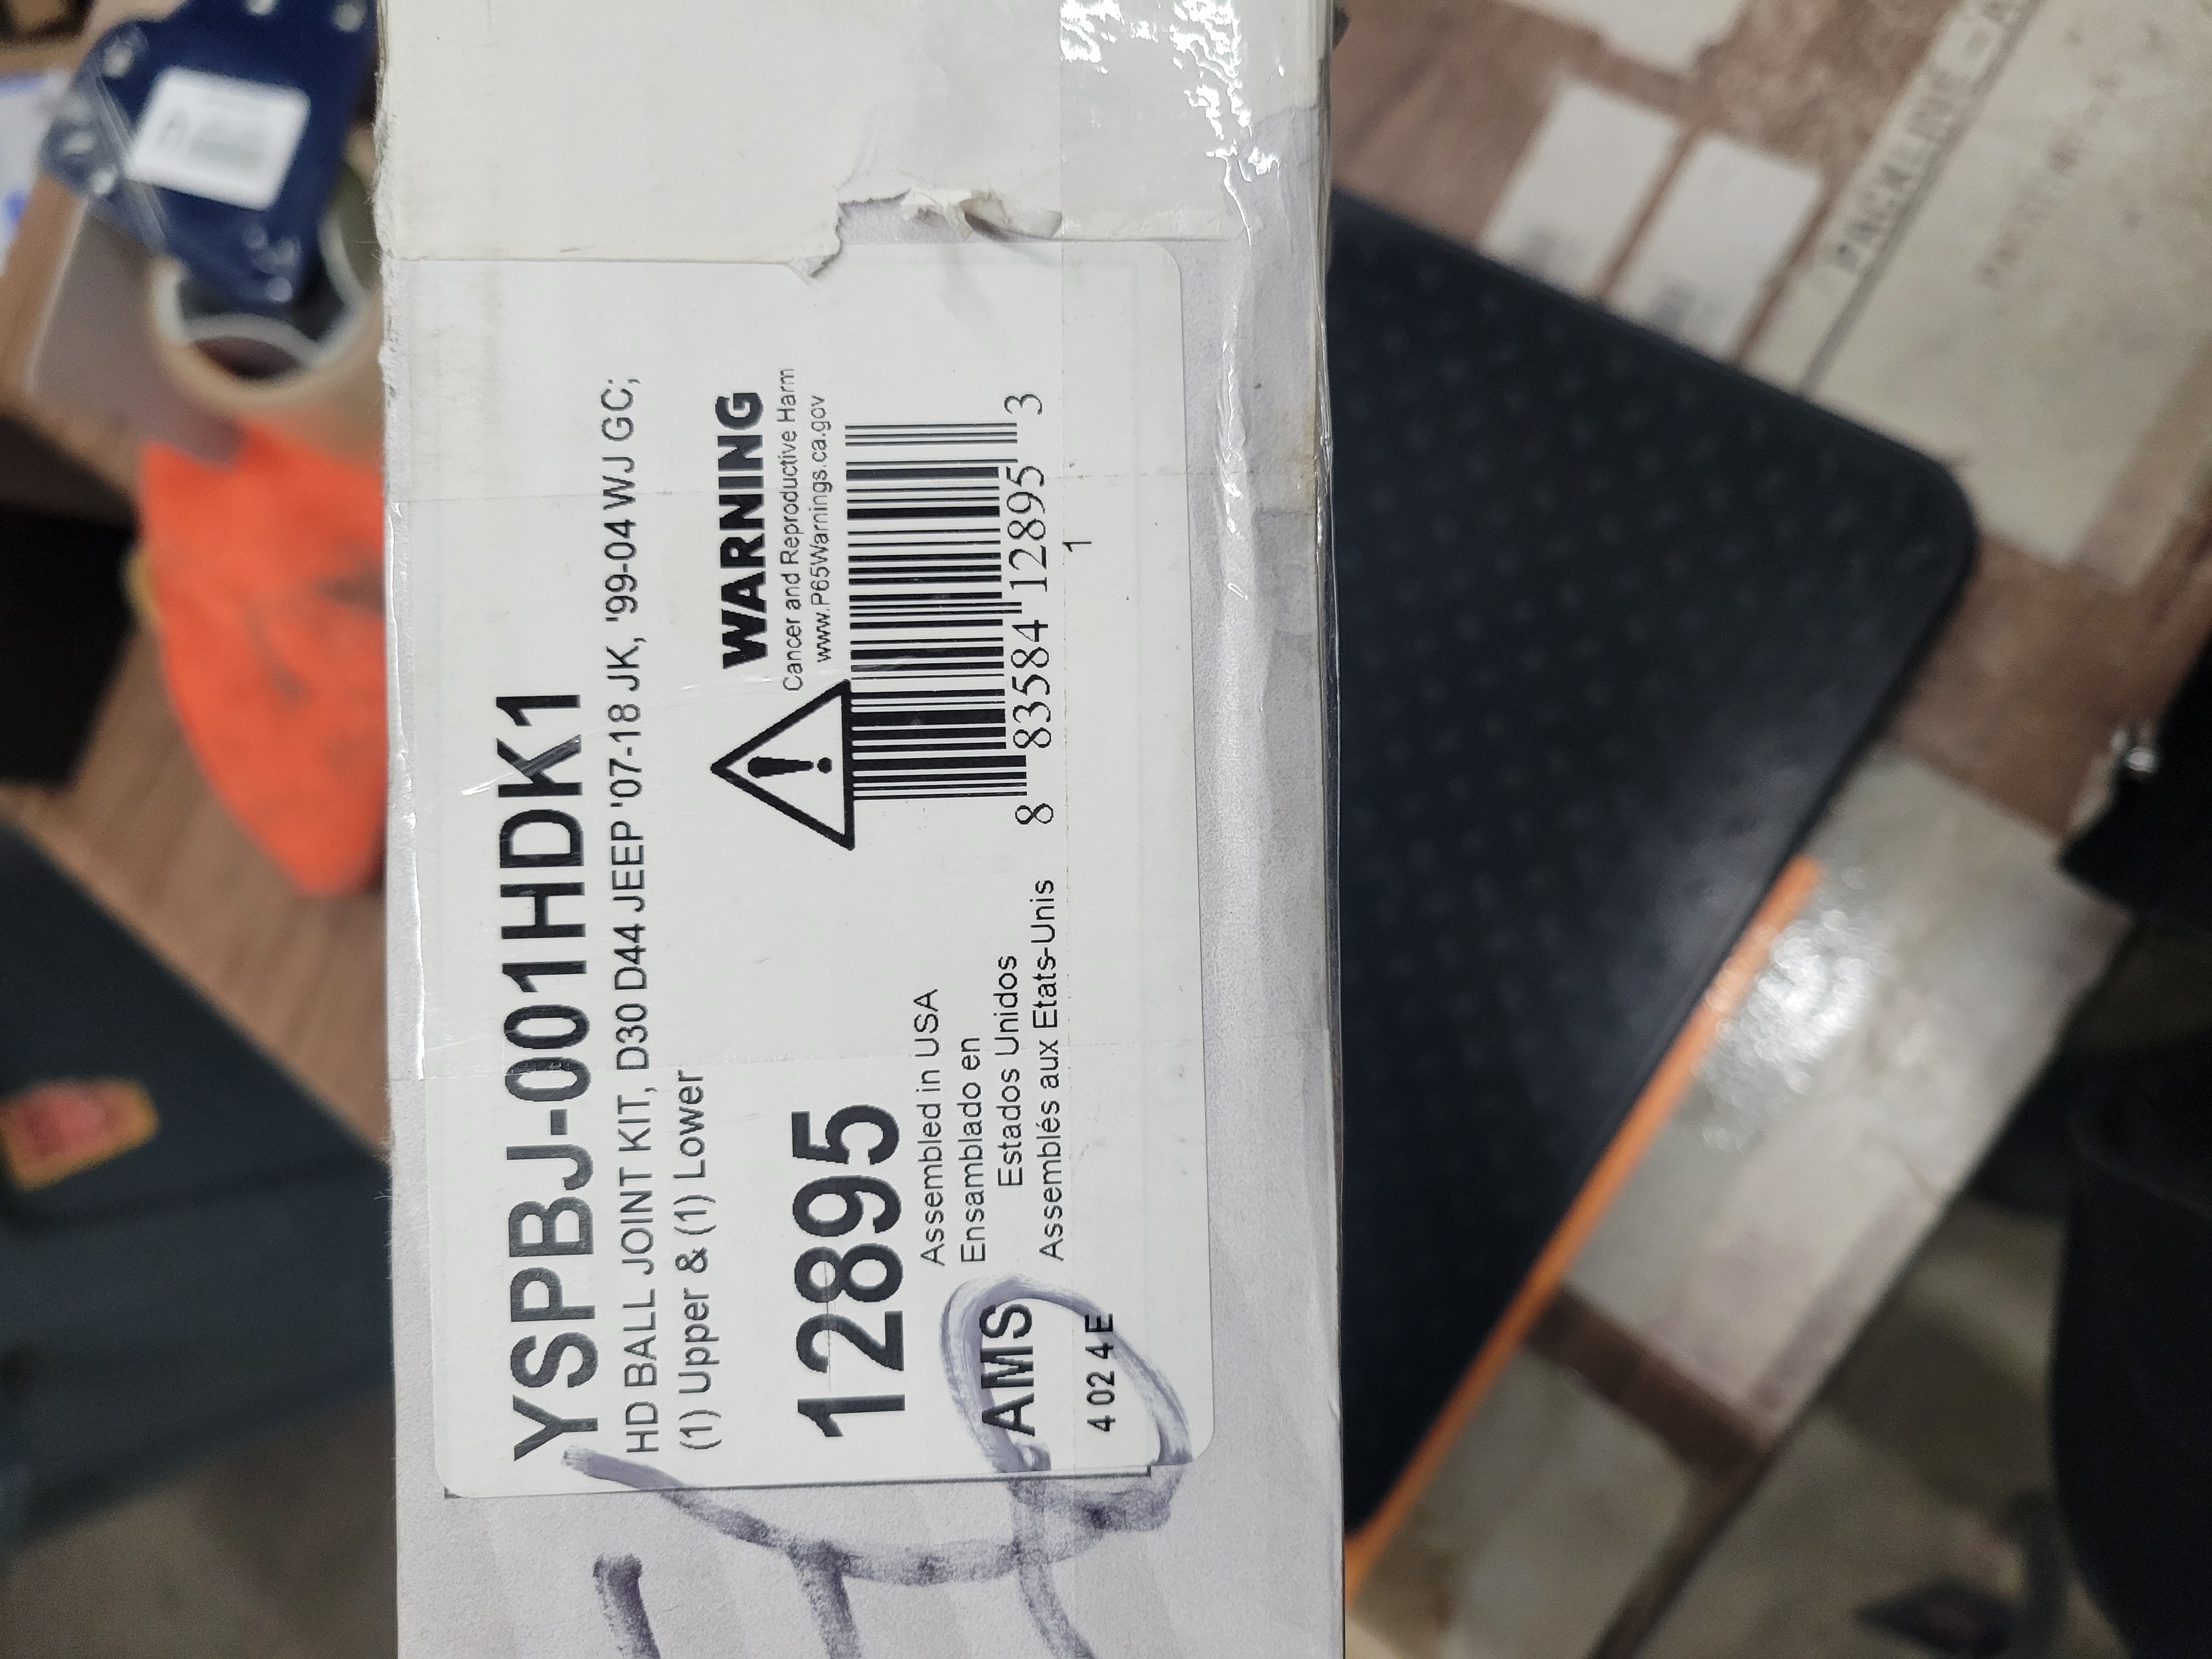 YSPBJ-001HDK1
HD BALL JOINT KIT, D30 D44 JEEP '07-18 JK, '99-04 WJ GC;
(1) Upper & (1) Lower
12895
WARNING
Cancer and Reproductive Harm
www.P65Warnings.ca.gov
Assembled in USA
Ensamblado en
Estados Unidos
Assemblés aux Etats-Unis
8 83584 12895 3
1
AMS
4 02 4 E